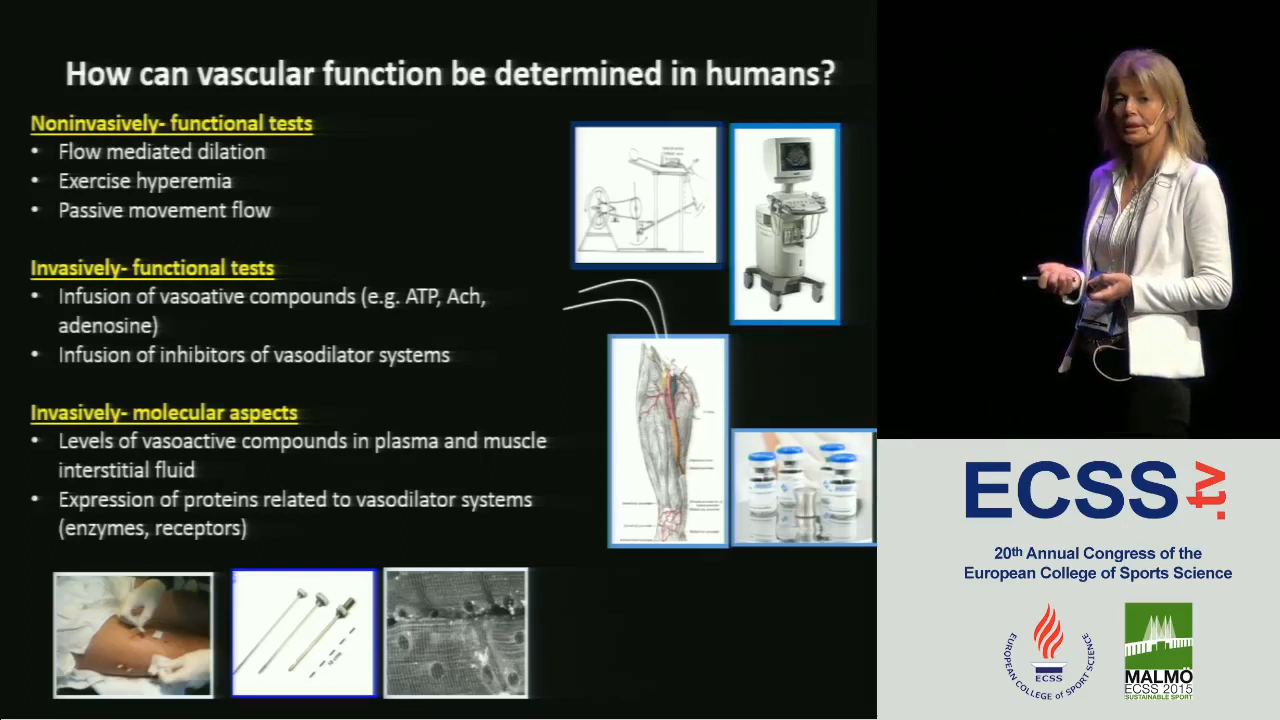 How can vascular function be determined in humans?
Noninvasively- functional tests
• Flow mediated dilation
• Exercise hyperemia
• Passive movement flow
Invasively- functional tests
• Infusion of vasoative compounds (e.g. ATP, Ach,
adenosine)
• Infusion of inhibitors of vasodilator systems
Invasively- molecular aspects
• Levels of vasoactive compounds in plasma and muscle
interstitial fluid
• Expression of proteins related to vasodilator systems
(enzymes, receptors)
ECSS.tv
20th Annual Congress of the
European College of Sports Science
EUROPEAN COLLEGE OF SPORT SCIENCE
ECSS
MALMÖ
ECSS 2015
SUSTAINABLE SPORT